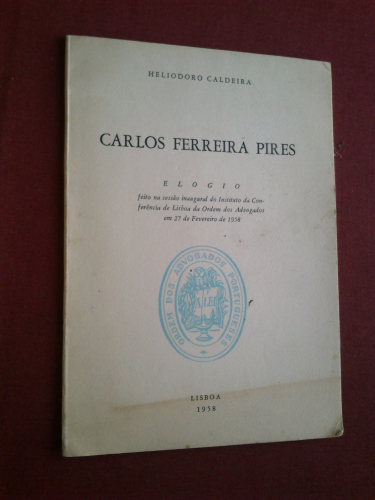 HELIODORO CALDEIRA
CARLOS FERREIRA PIRES
ELOGIO
feito na sessão inaugural do Instituto da Con-
ferência de Lisboa da Ordem dos Advogados
em 27 de Fevereiro de 1958
ORDEM DOS ADVOGADOS PORTUGUESES
LISBOA
1958